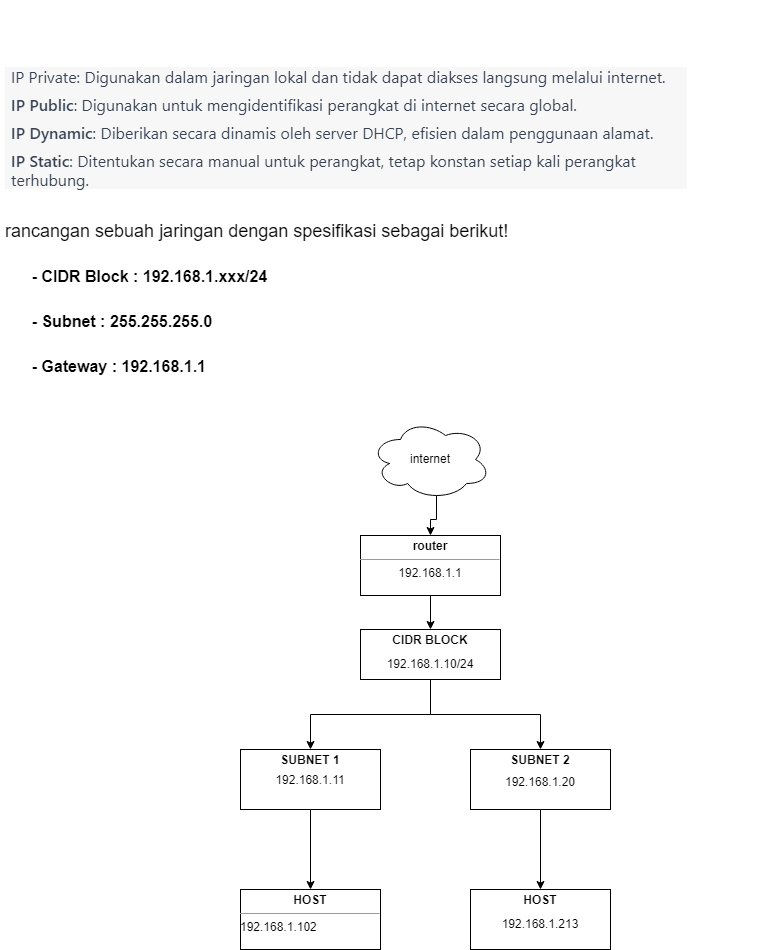 IP Private: Digunakan dalam jaringan lokal dan tidak dapat diakses langsung melalui internet.
IP Public: Digunakan untuk mengidentifikasi perangkat di internet secara global.
IP Dynamic: Diberikan secara dinamis oleh server DHCP, efisien dalam penggunaan alamat.
IP Static: Ditentukan secara manual untuk perangkat, tetap konstan setiap kali perangkat
terhubung.
rancangan sebuah jaringan dengan spesifikasi sebagai berikut!
- CIDR Block : 192.168.1.xxx/24
- Subnet : 255.255.255.0
- Gateway : 192.168.1.1
internet
router
192.168.1.1
CIDR BLOCK
192.168.1.10/24
SUBNET 1
192.168.1.11
SUBNET 2
192.168.1.20
HOST
192.168.1.102
HOST
192.168.1.213